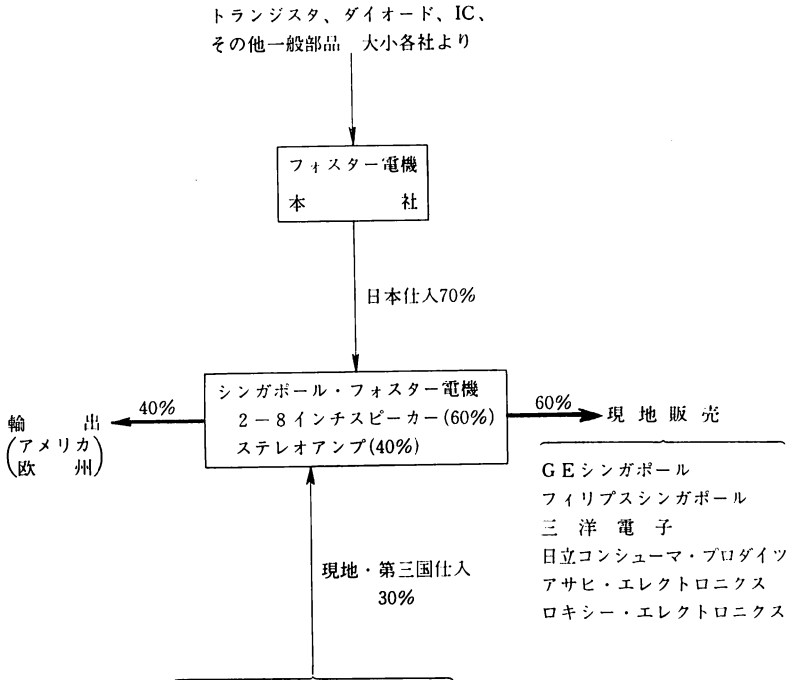 トランジスタ、ダイオード、IC、
その他一般部品 大小各社より
フォスター電機
本 社
日本仕入70%
シンガポール・フォスター電機
2－8インチスピーカー(60%)
ステレオアンプ(40%)
40%
輸 出
(アメリカ
欧 州)
60%
現地販売
GEシンガポール
フィリプスシンガポール
三洋電子
日立コンシューマ・プロダイツ
アサヒ・エレクトロニクス
ロキシー・エレクトロニクス
現地・第三国仕入
30%